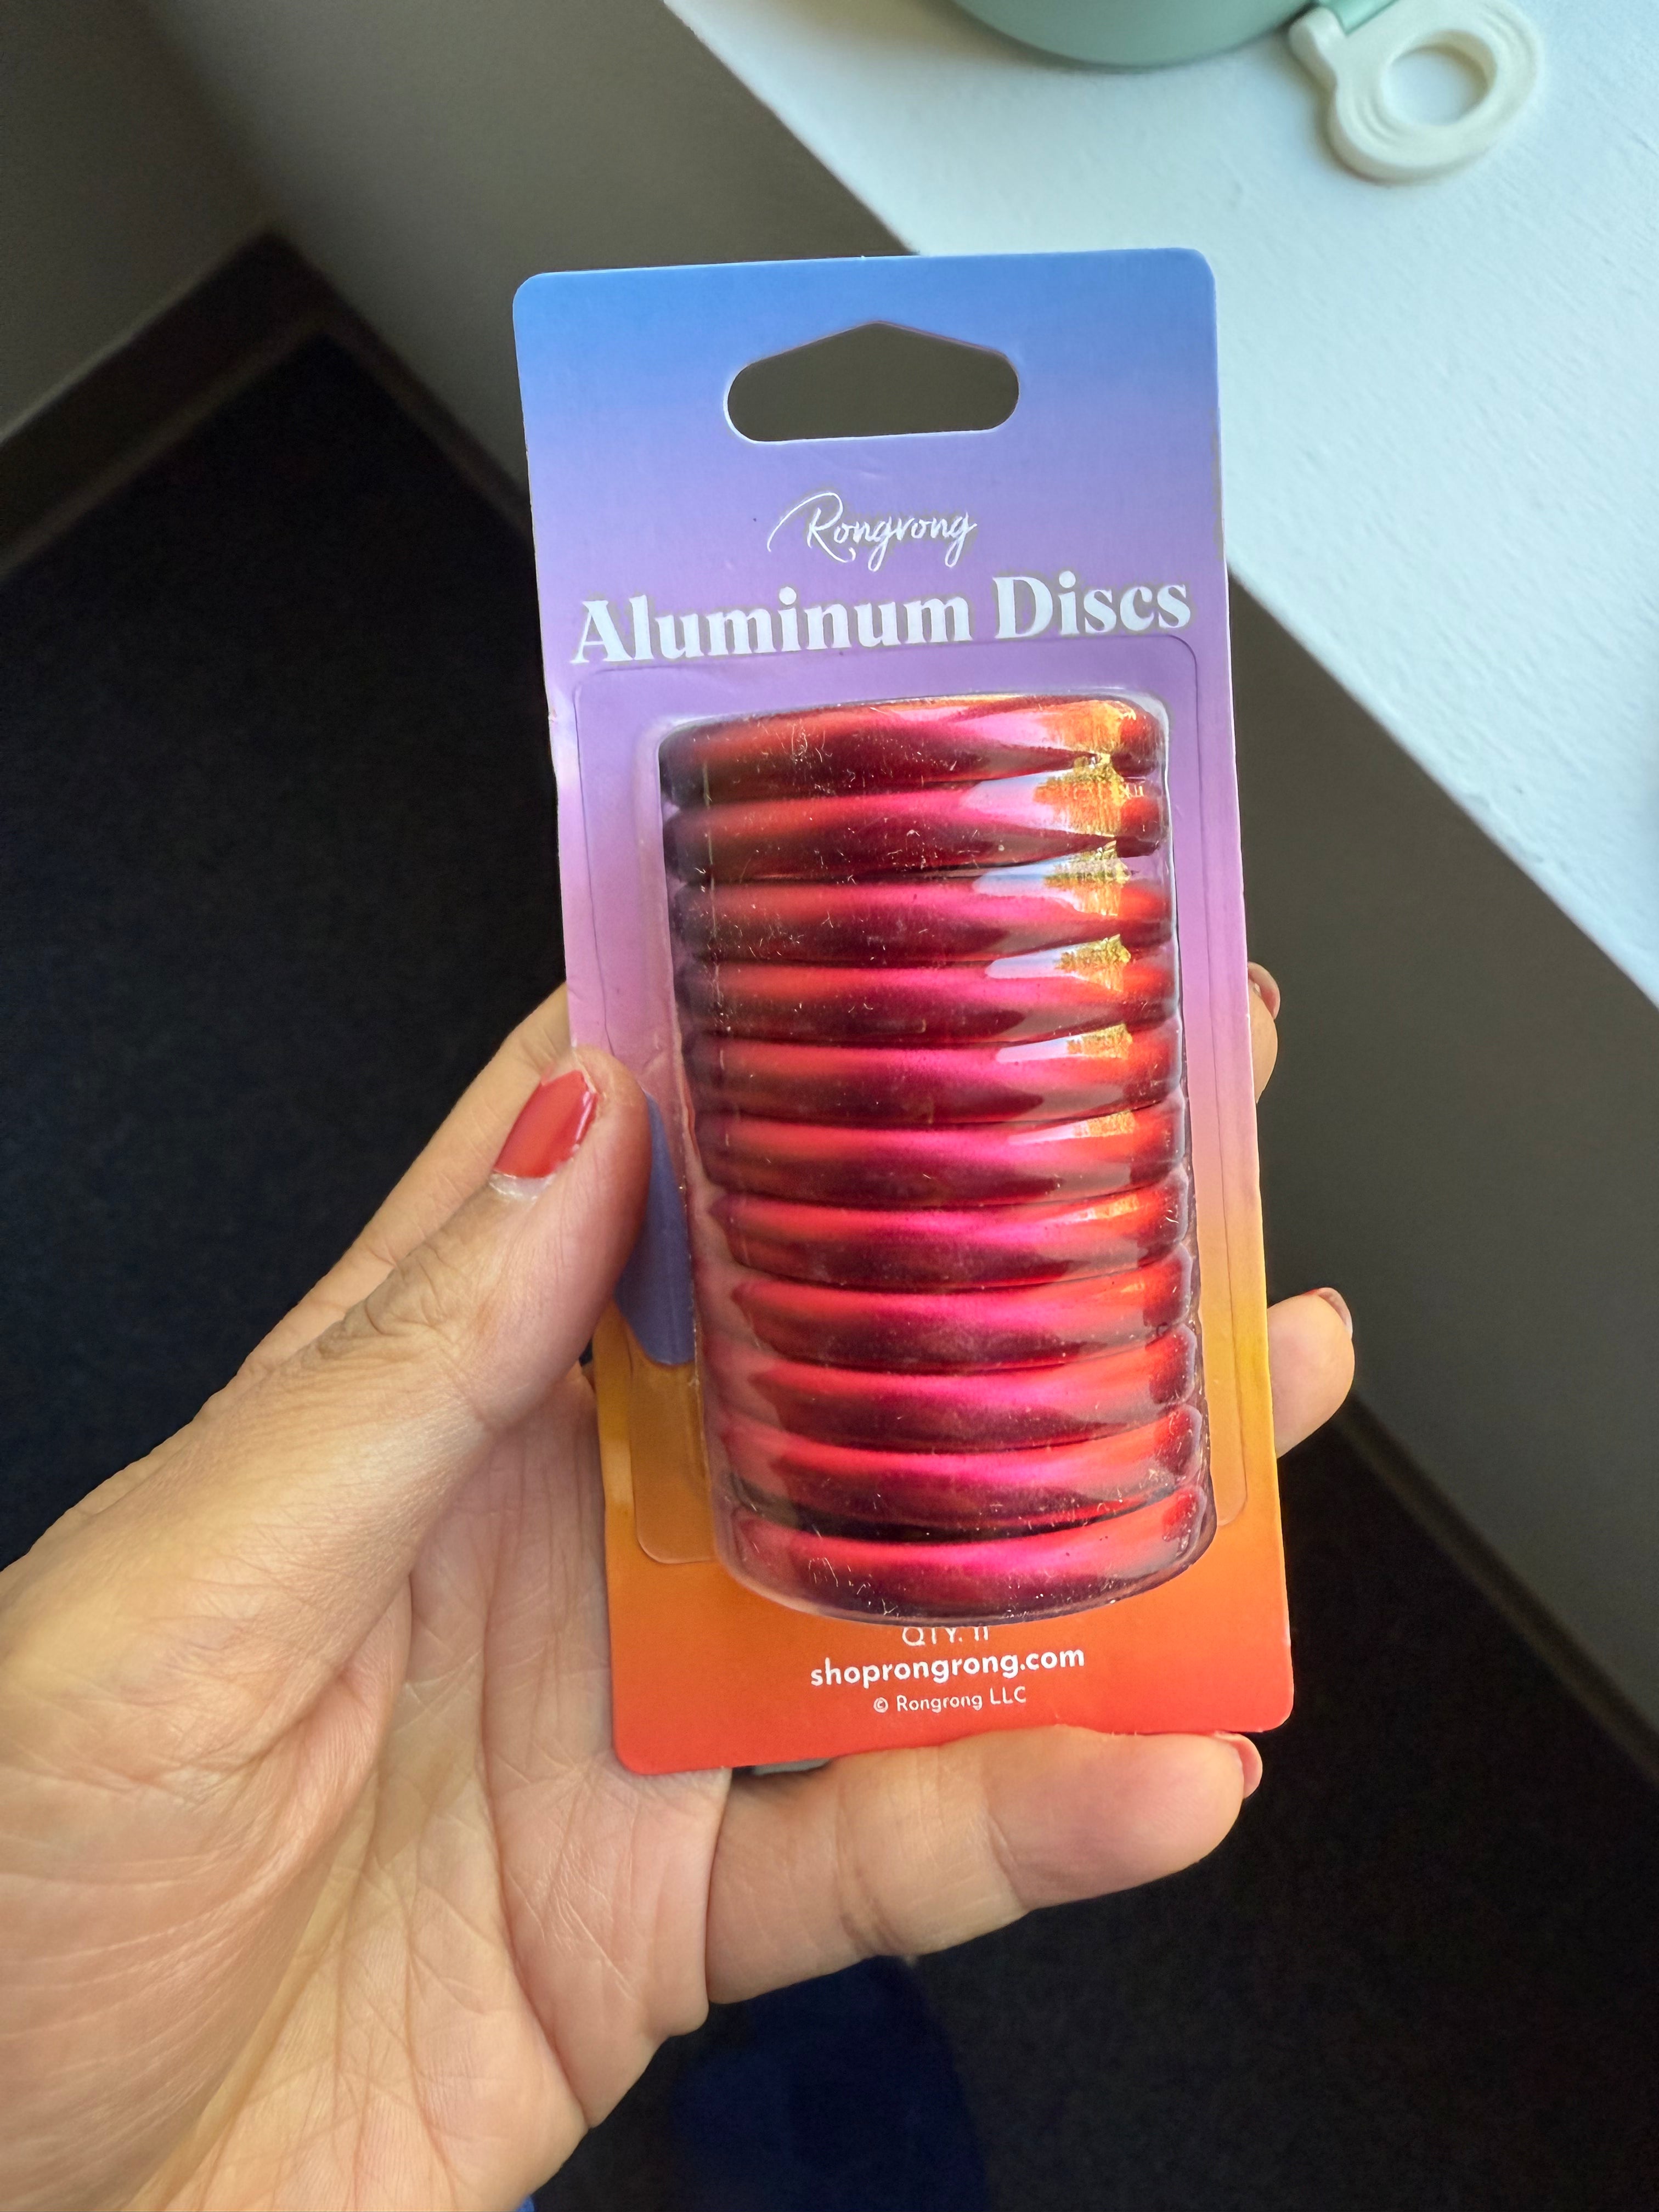 Rongrong
Aluminum Discs
QTY. 11
shoprongrong.com
© Rongrong LLC